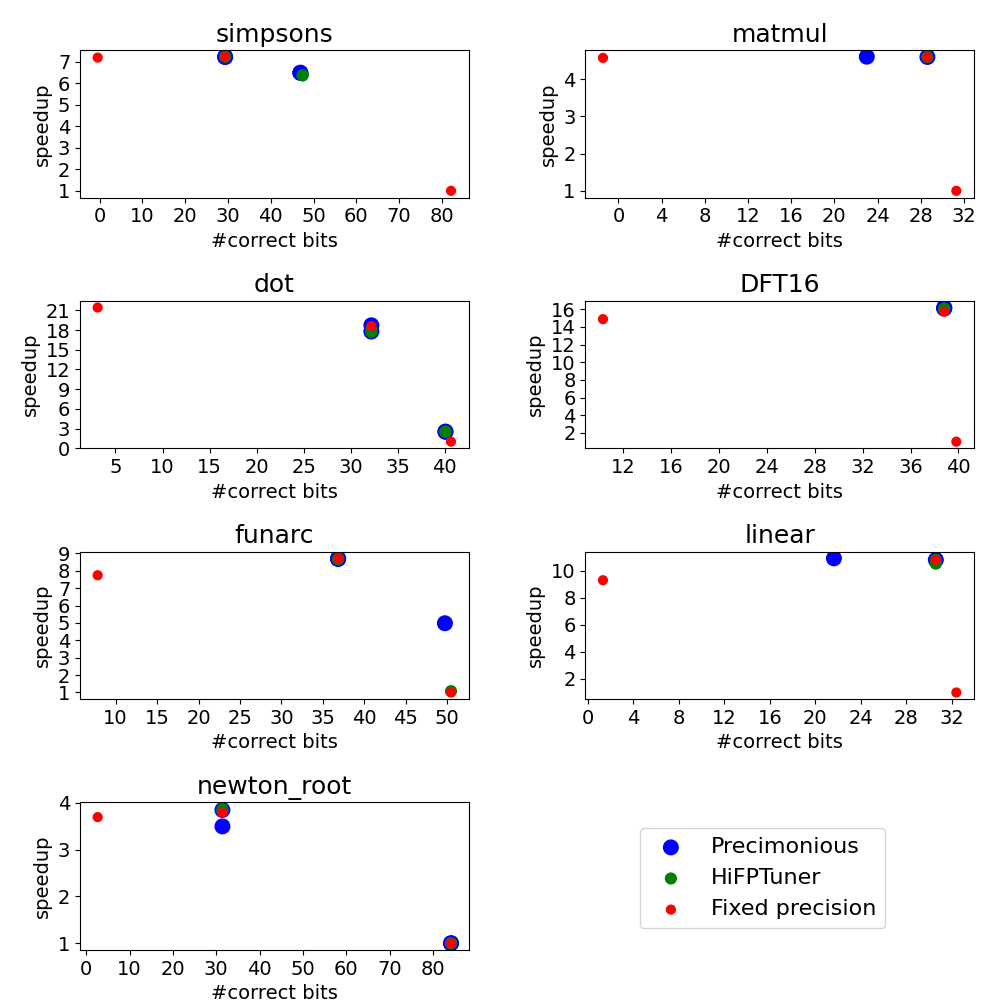 simpsons
7
6
5
4
3
2
1
speedup
0 10 20 30 40 50 60 70 80
#correct bits
matmul
4
3
2
1
speedup
0 4 8 12 16 20 24 28 32
#correct bits
dot
21
18
15
12
9
6
3
0
speedup
5 10 15 20 25 30 35 40
#correct bits
DFT16
16
14
12
10
8
6
4
2
speedup
12 16 20 24 28 32 36 40
#correct bits
funarc
9
8
7
6
5
4
3
2
1
speedup
10 15 20 25 30 35 40 45 50
#correct bits
linear
10
8
6
4
2
speedup
0 4 8 12 16 20 24 28 32
#correct bits
newton_root
4
3
2
1
speedup
0 10 20 30 40 50 60 70 80
#correct bits
Precimonious
HiFPTuner
Fixed precision